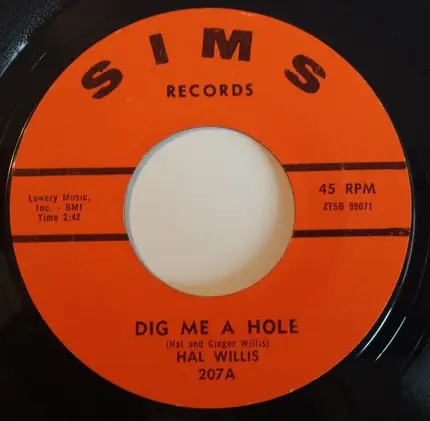 SIMS
RECORDS
Lowery Music,
Inc. - BMI
Time 2:42
45 RPM
ZTSB 99071
DIG ME A HOLE
(Hal and Ginger Willis)
HAL WILLIS
207A